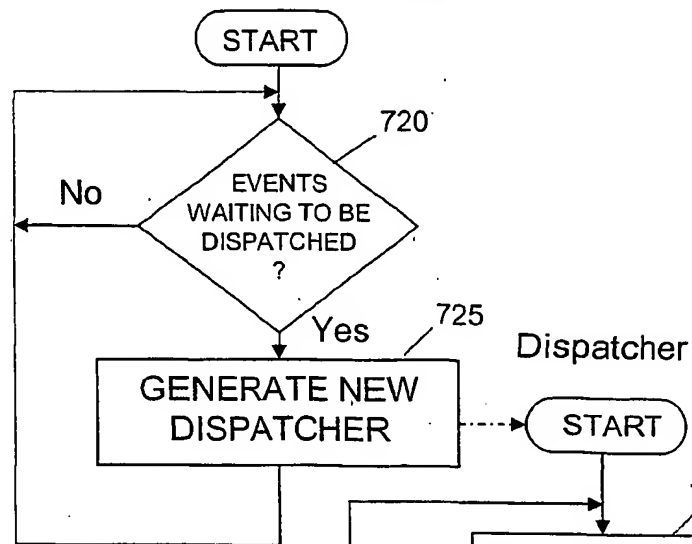 START
720
EVENTS
WAITING TO BE
DISPATCHED
?
No
Yes
725
GENERATE NEW
DISPATCHER
Dispatcher
START